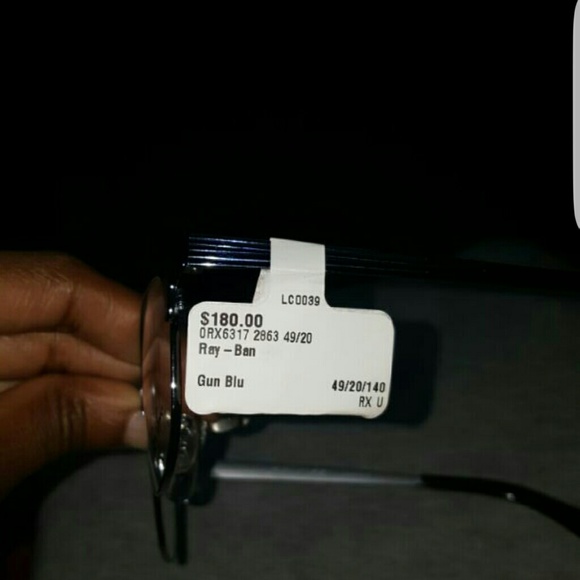 LC0039
$180.00
0RX6317 2863 49/20
Ray-Ban
Gun Blu 49/20/140
RX U